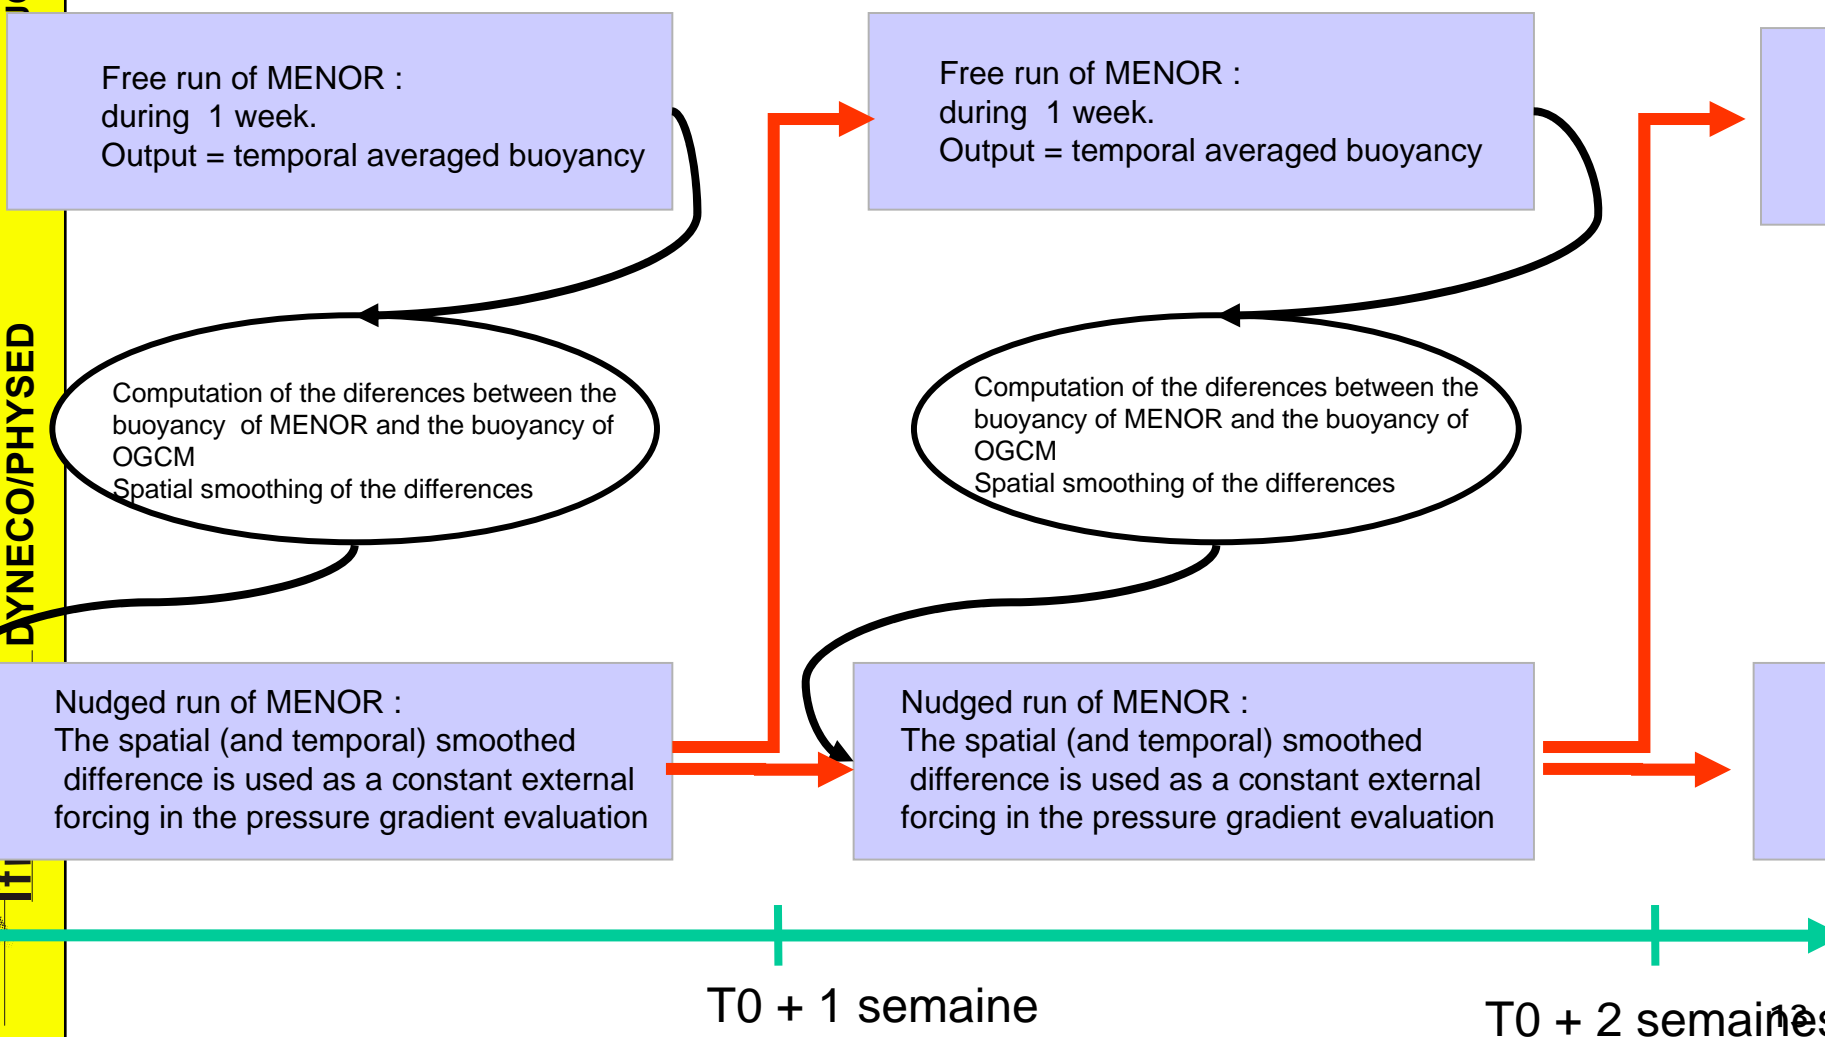 Free run of MENOR :
during 1 week.
Output = temporal averaged buoyancy
Free run of MENOR :
during 1 week.
Output = temporal averaged buoyancy
Computation of the diferences between the
buoyancy of MENOR and the buoyancy of
OGCM
Spatial smoothing of the differences
Computation of the diferences between the
buoyancy of MENOR and the buoyancy of
OGCM
Spatial smoothing of the differences
DYNECO/PHYSED
Nudged run of MENOR :
The spatial (and temporal) smoothed
difference is used as a constant external
forcing in the pressure gradient evaluation
Nudged run of MENOR :
The spatial (and temporal) smoothed
difference is used as a constant external
forcing in the pressure gradient evaluation
T0 + 1 semaine
T0 + 2 semaines
13